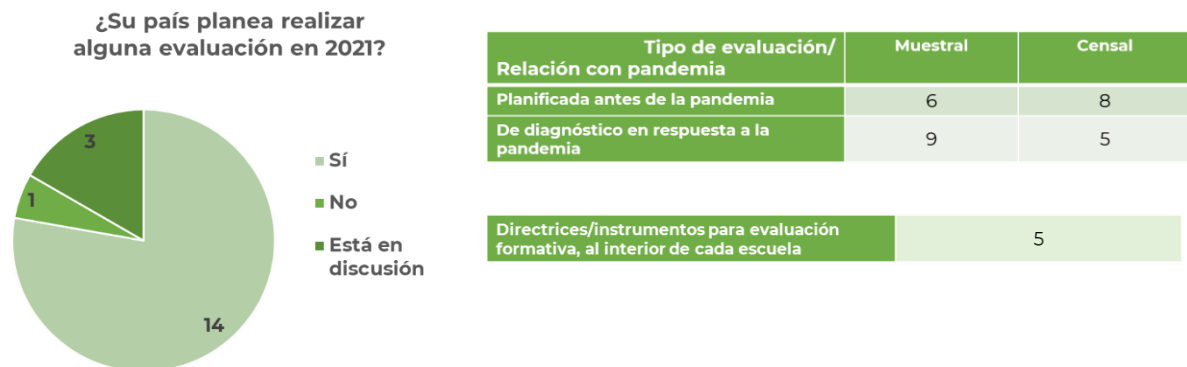 ¿Su país planea realizar
alguna evaluación en 2021?
3
1
14
Sí
No
Está en
discusión
Tipo de evaluación/ Muestral Censal
Relación con pandemia
Planificada antes de la pandemia 6 8
De diagnóstico en respuesta a la
pandemia 9 5
Directrices/instrumentos para evaluación
formativa, al interior de cada escuela 5